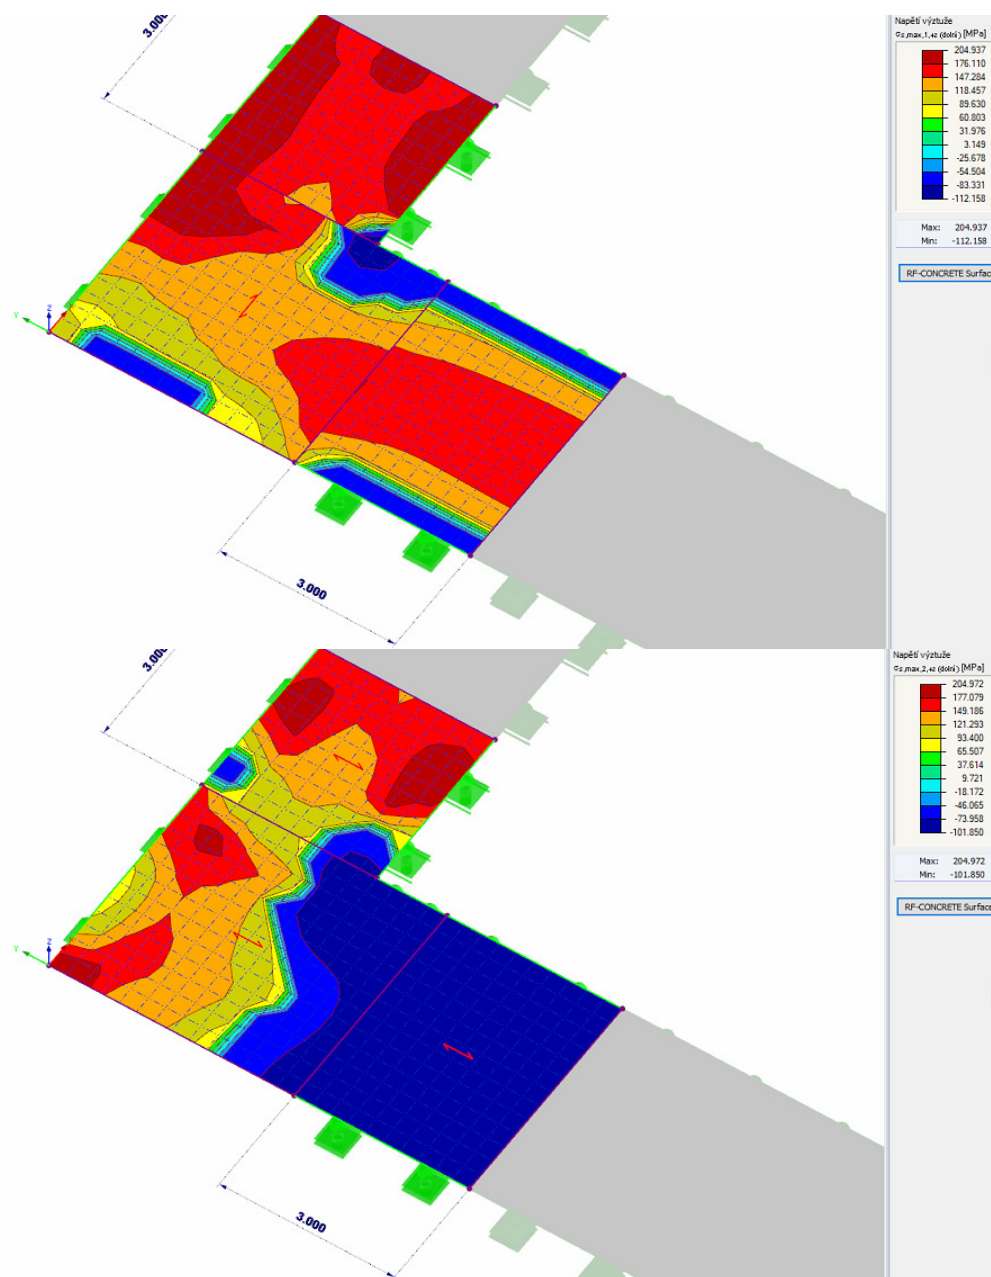 3.000
Napětí výztuže
σs,max,1,+z (dolní) [MPa]
204.937
176.110
147.284
118.457
89.630
60.803
31.976
3.149
-25.678
-54.504
-83.331
-112.158
Max: 204.937
Min: -112.158
RF-CONCRETE Surface
Y
Z
3.000
3.000
Napětí výztuže
σs,max,2,+z (dolní) [MPa]
204.972
177.079
149.186
121.293
93.400
65.507
37.614
9.721
-18.172
-46.065
-73.958
-101.850
Max: 204.972
Min: -101.850
RF-CONCRETE Surface
Y
Z
3.000